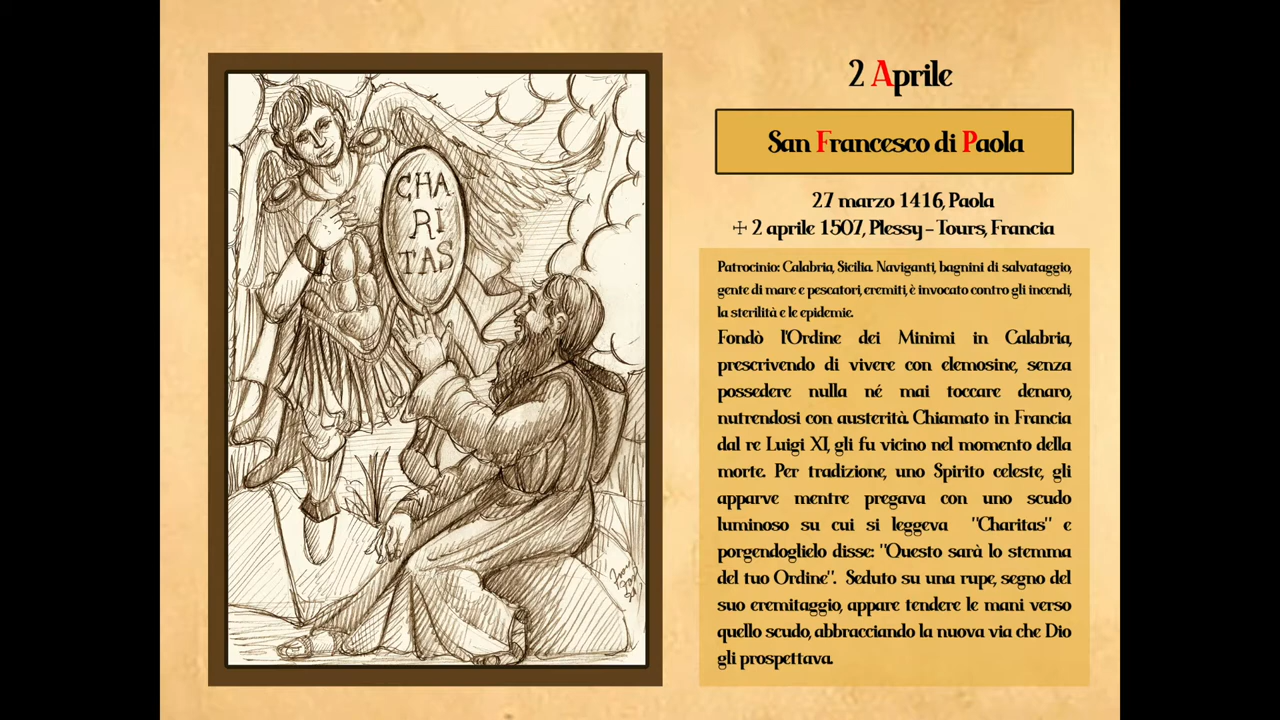 2 Aprile
San Francesco di Paola
27 marzo 1416, Paola
☩ 2 aprile 1507, Plessy - Tours, Francia
Patrocinio: Calabria, Sicilia. Naviganti, bagnini di salvataggio,
gente di mare e pescatori, eremiti, è invocato contro gli incendi,
la sterilità e le epidemie.
Fondò l'Ordine dei Minimi in Calabria,
prescrivendo di vivere con elemosine, senza
possedere nulla né mai toccare denaro,
nutrendosi con austerità. Chiamato in Francia
dal re Luigi XI, gli fu vicino nel momento della
morte. Per tradizione, uno Spirito celeste, gli
apparve mentre pregava con uno scudo
luminoso su cui si leggeva "Charitas" e
porgendoglielo disse: "Questo sarà lo stemma
del tuo Ordine". Seduto su una rupe, segno del
suo eremitaggio, appare tendere le mani verso
quello scudo, abbracciando la nuova via che Dio
gli prospettava.
CHA
RI
TAS